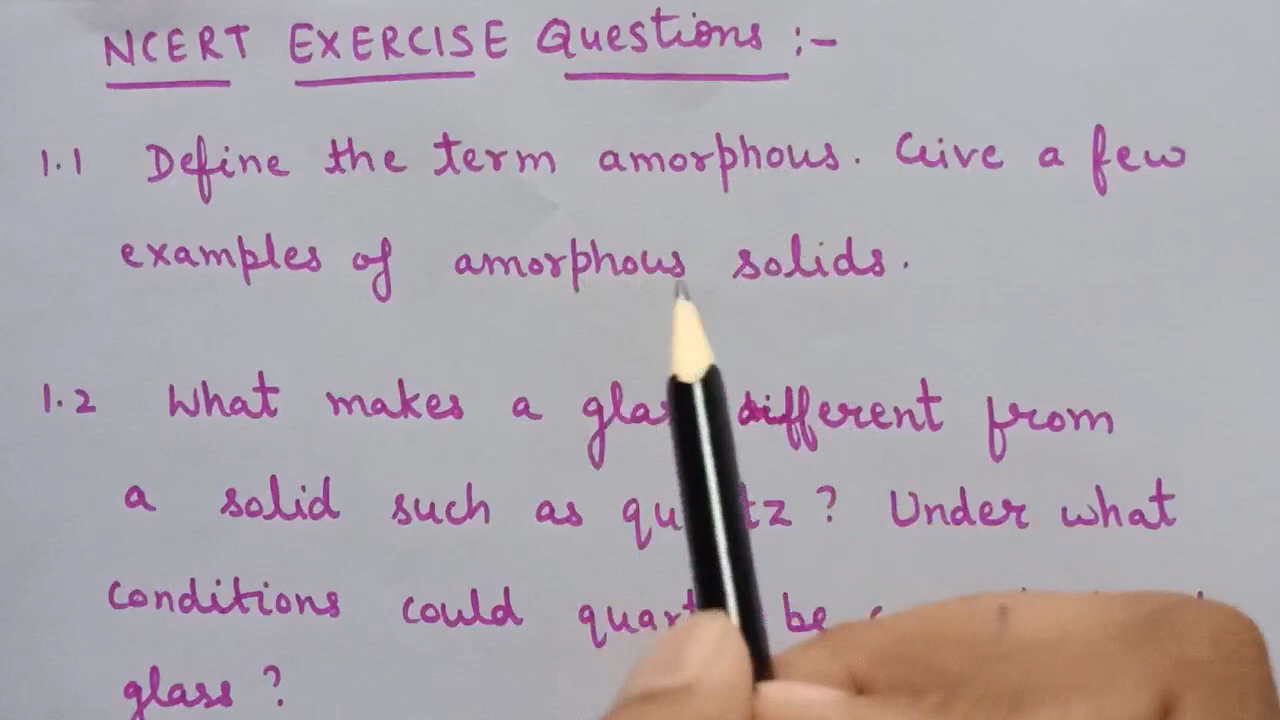 NCERT EXERCISE Questions :-
1.1 Define the term amorphous. Give a few
examples of amorphous solids.
1.2 What makes a different from
a solid such as ? Under what
conditions could be
glass ?